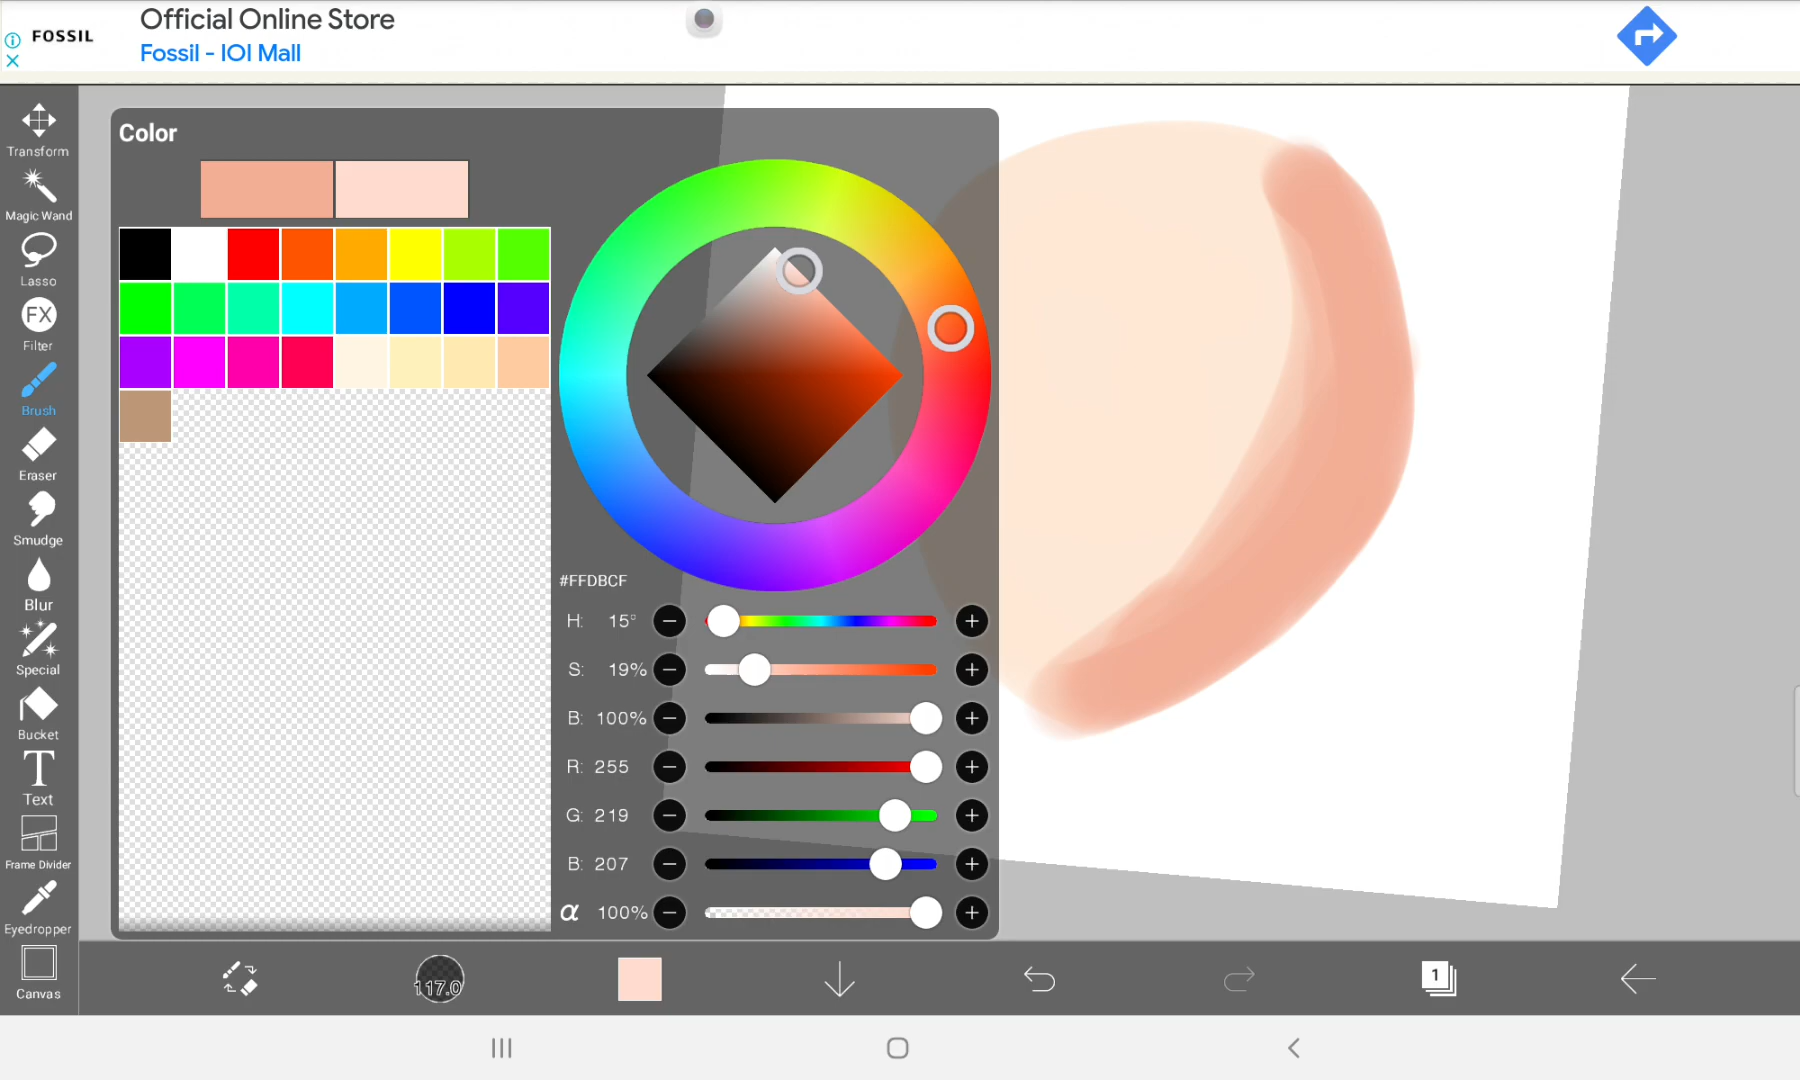 FOSSIL
Official Online Store
Fossil - IOI Mall
Transform
Magic Wand
Lasso
FX
Filter
Brush
Eraser
Smudge
Blur
Special
Bucket
T
Text
Frame Divider
Eyedropper
Canvas
Color
#FFDBCF
H: 15°
S: 19%
B: 100%
R: 255
G: 219
B: 207
α 100%
117.0
1